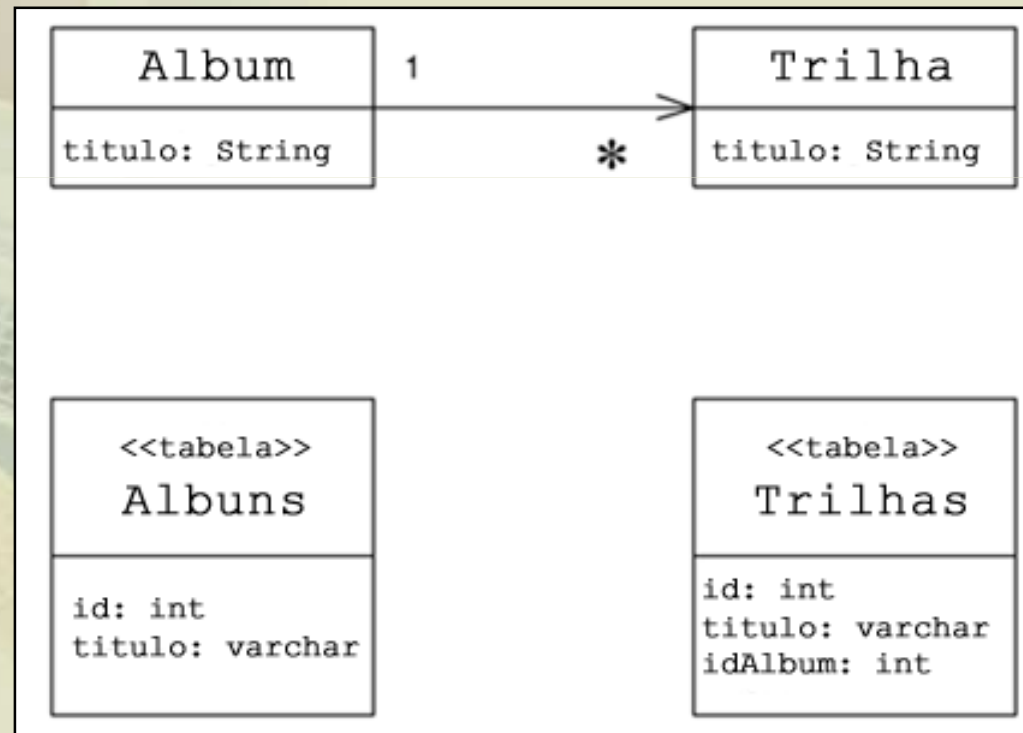 Album
1
Trilha
titulo: String
*
titulo: String
<<tabela>>
Albuns
id: int
titulo: varchar
<<tabela>>
Trilhas
id: int
titulo: varchar
idAlbum: int